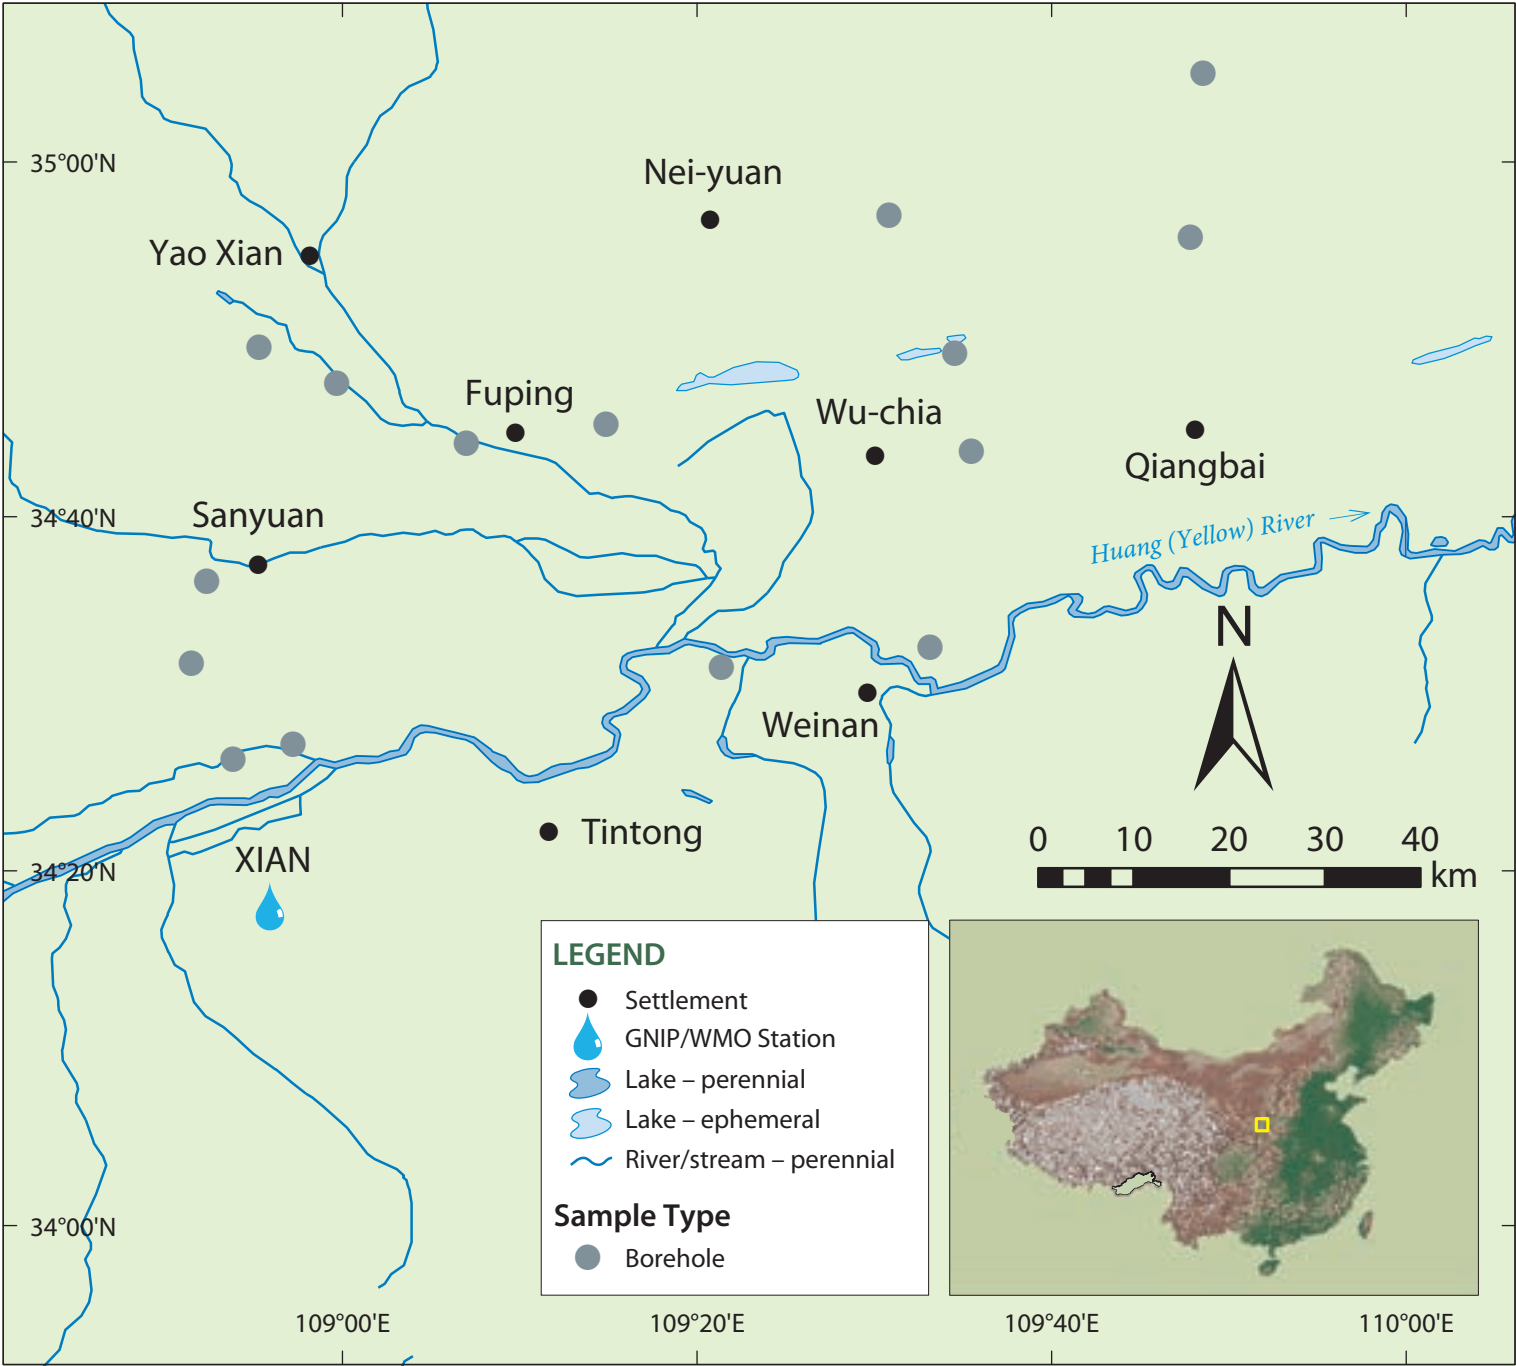 35°00'N
Nei-yuan
Yao Xian
Fuping
Wu-chia
Qiangbai
Sanyuan
34°40'N
Huang (Yellow) River
N
Weinan
Tintong
0 10 20 30 40
km
XIAN
34°20'N
LEGEND
Settlement
GNIP/WMO Station
Lake – perennial
Lake – ephemeral
River/stream – perennial
Sample Type
Borehole
34°00'N
109°00'E 109°20'E 109°40'E 110°00'E